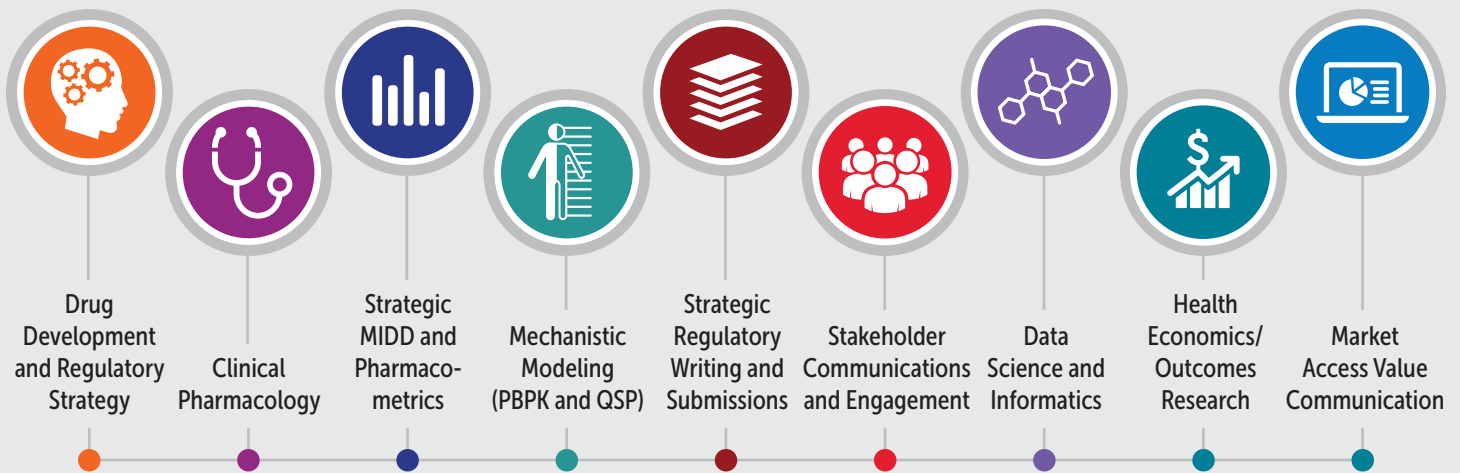 Drug
Development
and Regulatory
Strategy
Clinical
Pharmacology
Strategic
MIDD and
Pharmaco-
metrics
Mechanistic
Modeling
(PBPK and QSP)
Strategic
Regulatory
Writing and
Submissions
Stakeholder
Communications
and Engagement
Data
Science and
Informatics
$
Health
Economics/
Outcomes
Research
Market
Access Value
Communication